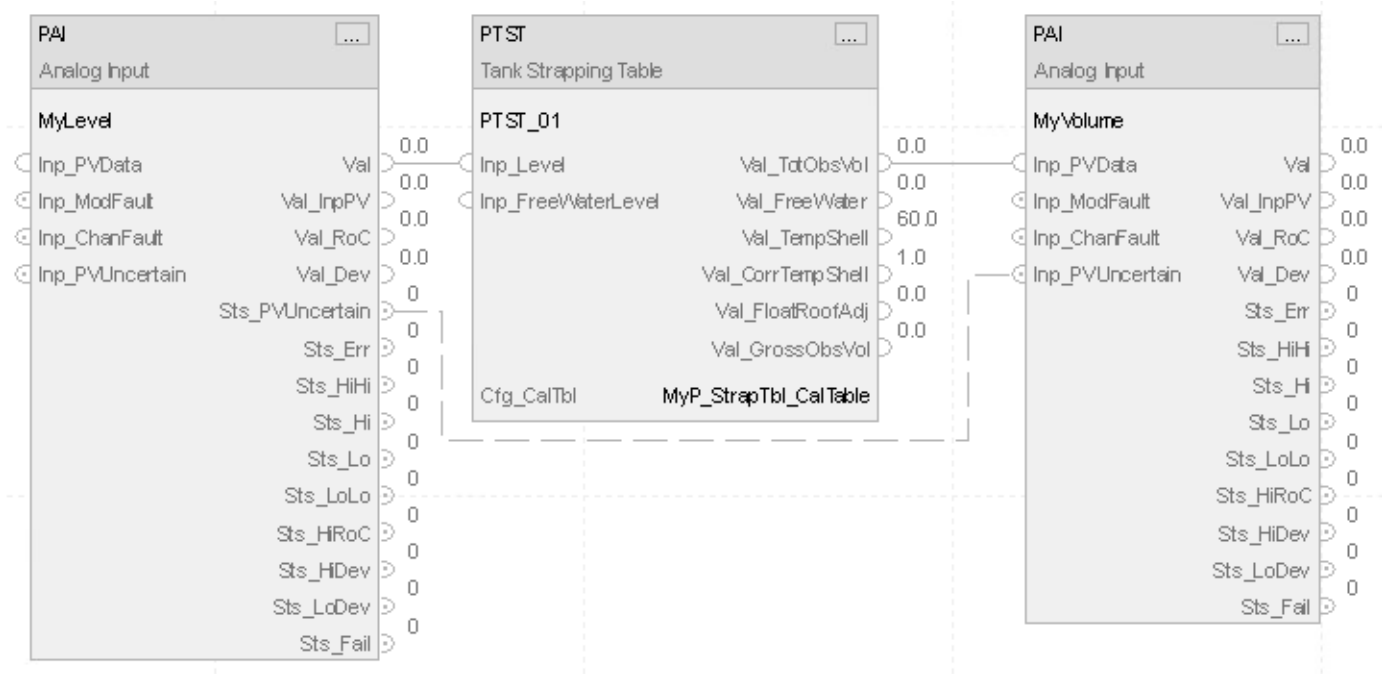 PAI ...
Analog Input
MyLevel
Inp_PVData Val 0.0
Inp_ModFault Val_InpPV 0.0
Inp_ChanFault Val_RoC 0.0
Inp_PVUncertain Val_Dev 0.0
Sts_PVUncertain 0
Sts_Err 0
Sts_HiHi 0
Sts_Hi 0
Sts_Lo 0
Sts_LoLo 0
Sts_HiRoC 0
Sts_HiDev 0
Sts_LoDev 0
Sts_Fail 0
PTST ...
Tank Strapping Table
PTST_01
Inp_Level Val_TotObsVol 0.0
Inp_FreeWaterLevel Val_FreeWater 0.0
Val_TempShell 60.0
Val_CorrTempShell 1.0
Val_FloatRoofAdj 0.0
Val_GrossObsVol 0.0
Cfg_CalTbl MyP_StrapTbl_CalTable
PAI ...
Analog Input
MyVolume
Inp_PVData Val 0.0
Inp_ModFault Val_InpPV 0.0
Inp_ChanFault Val_RoC 0.0
Inp_PVUncertain Val_Dev 0.0
Sts_Err 0
Sts_HiHi 0
Sts_Hi 0
Sts_Lo 0
Sts_LoLo 0
Sts_HiRoC 0
Sts_HiDev 0
Sts_LoDev 0
Sts_Fail 0